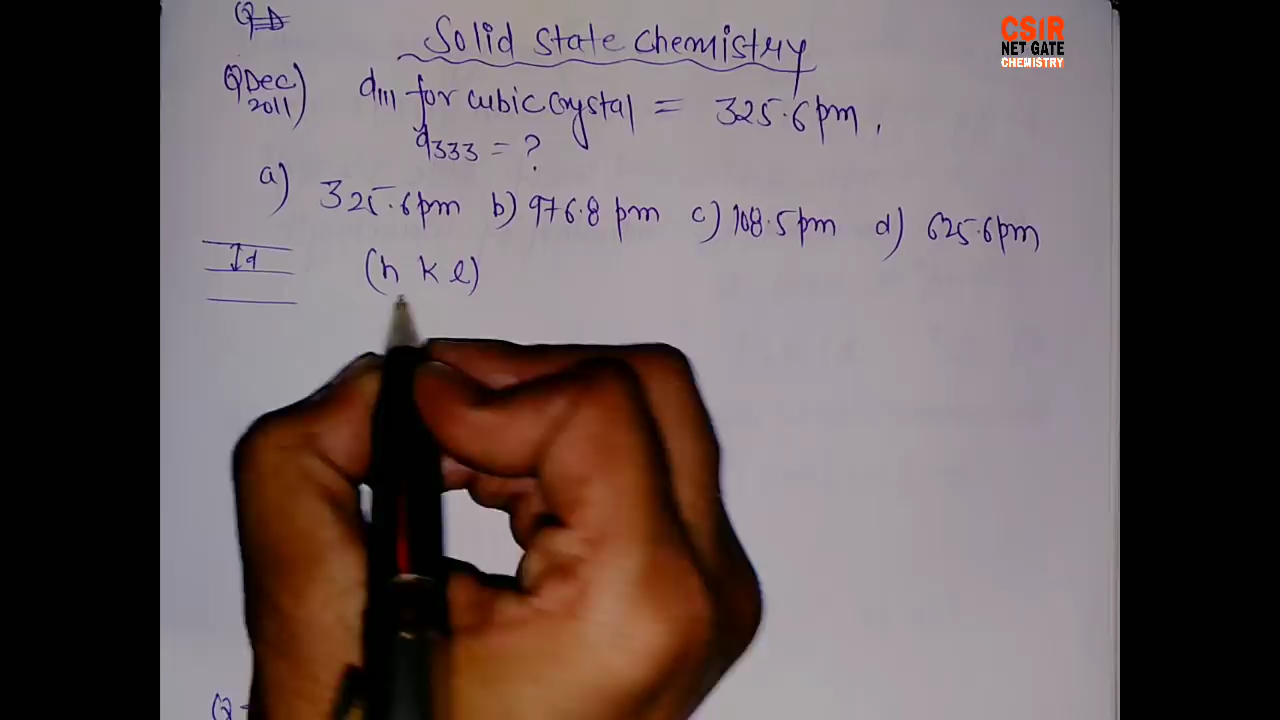 Q
Solid State Chemistry
CSIR
NET GATE
CHEMISTRY
Q Dec 2011) d111 for cubic crystal = 325.6 pm,
d333 = ?
a) 325.6 pm b) 976.8 pm c) 108.5 pm d) 625.6 pm
d (h k l)
(Q